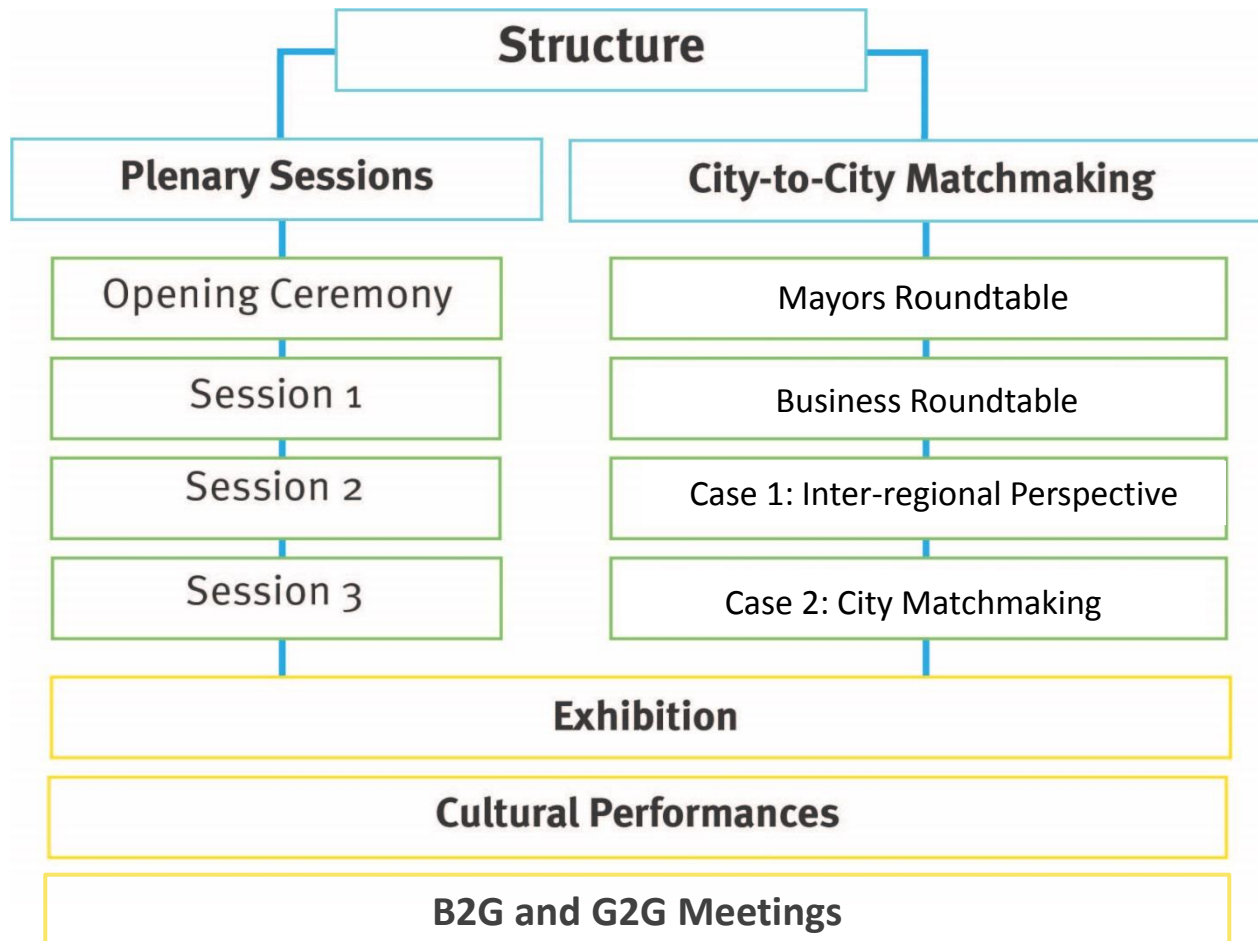 Structure
Plenary Sessions
Opening Ceremony
Session 1
Session 2
Session 3
City-to-City Matchmaking
Mayors Roundtable
Business Roundtable
Case 1: Inter-regional Perspective
Case 2: City Matchmaking
Exhibition
Cultural Performances
B2G and G2G Meetings